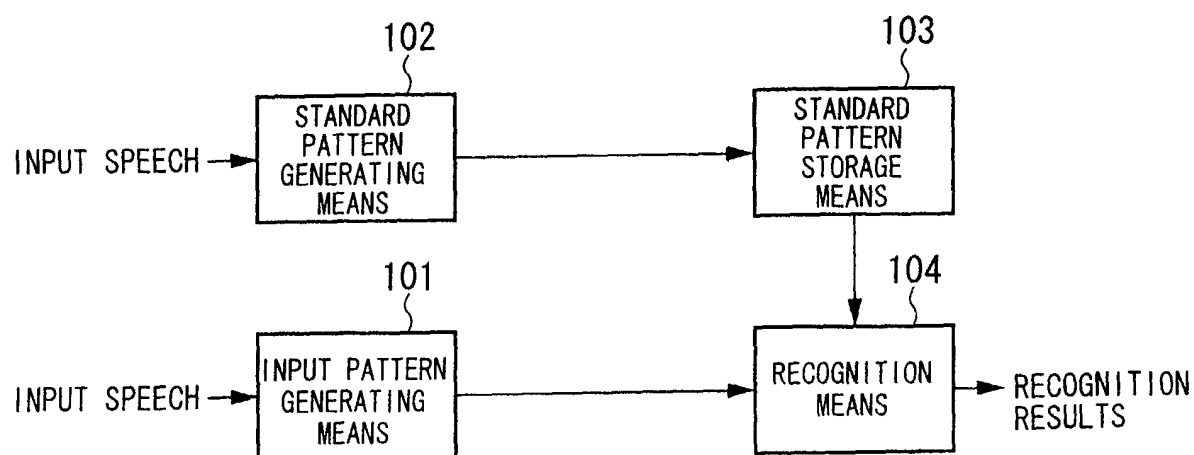 102
103
INPUT SPEECH
STANDARD
PATTERN
GENERATING
MEANS
STANDARD
PATTERN
STORAGE
MEANS
101
104
INPUT SPEECH
INPUT PATTERN
GENERATING
MEANS
RECOGNITION
MEANS
RECOGNITION
RESULTS